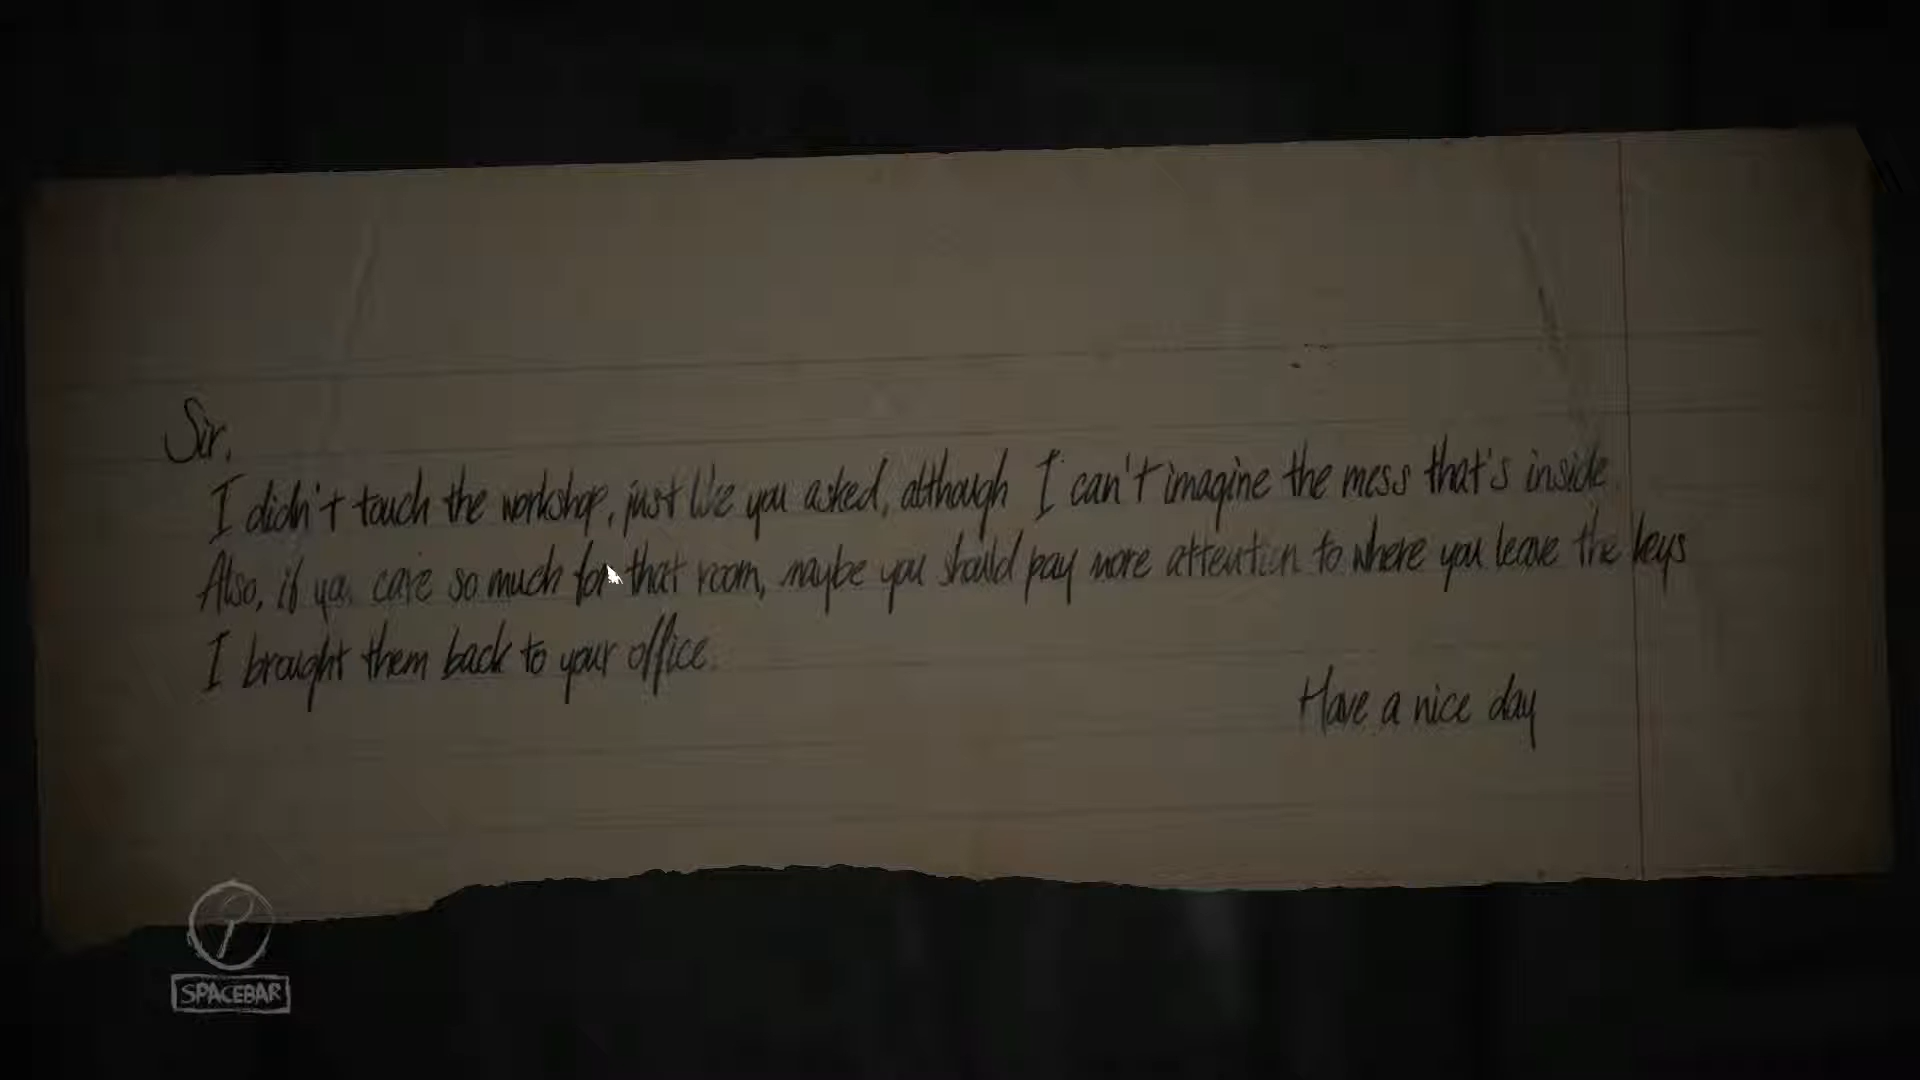 Sir,
I didn't touch the workshop, just like you asked, although I can't imagine the mess that's inside.
Also, if you care so much for that room, maybe you should pay more attention to where you leave the keys
I brought them back to your office.
Have a nice day
SPACEBAR